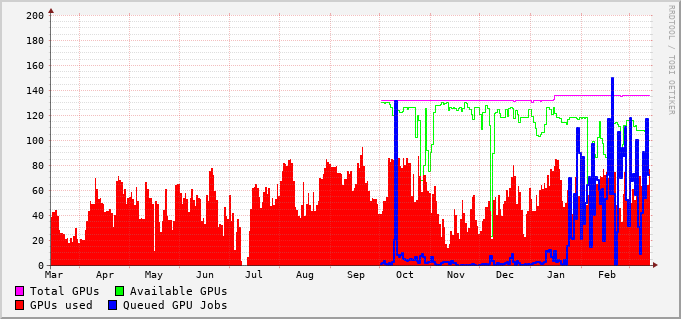 200
180
160
140
120
100
80
60
40
20
0
Mar Apr May Jun Jul Aug Sep Oct Nov Dec Jan Feb
Total GPUs Available GPUs
GPUs used Queued GPU Jobs
RRDTOOL / TOBI OETIKER